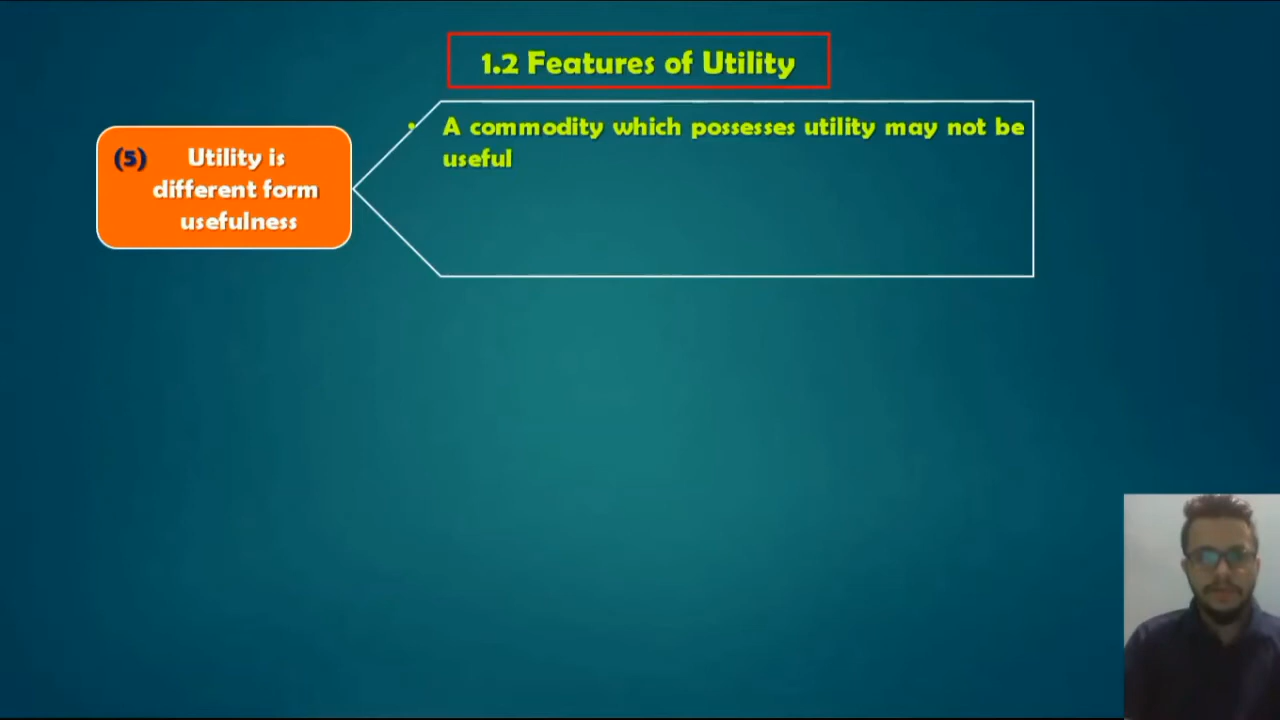 1.2 Features of Utility
(5) Utility is
different form
usefulness
• A commodity which possesses utility may not be
useful